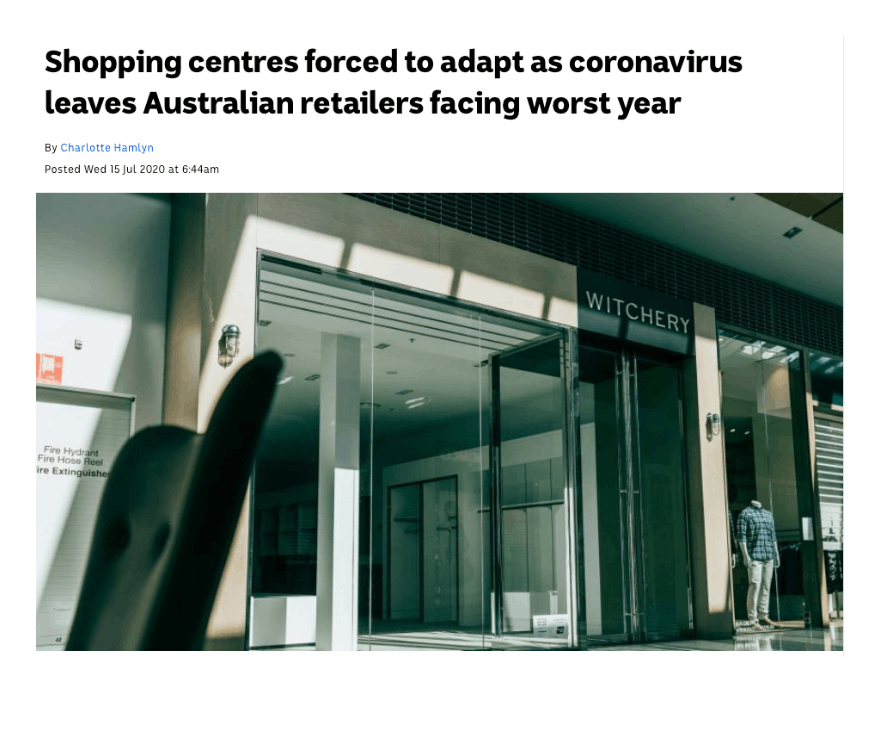 Shopping centres forced to adapt as coronavirus
leaves Australian retailers facing worst year
By Charlotte Hamlyn
Posted Wed 15 Jul 2020 at 6:44am
WITCHERY
Fire Hydrant
Fire Hose Reel
ire Extinguisher